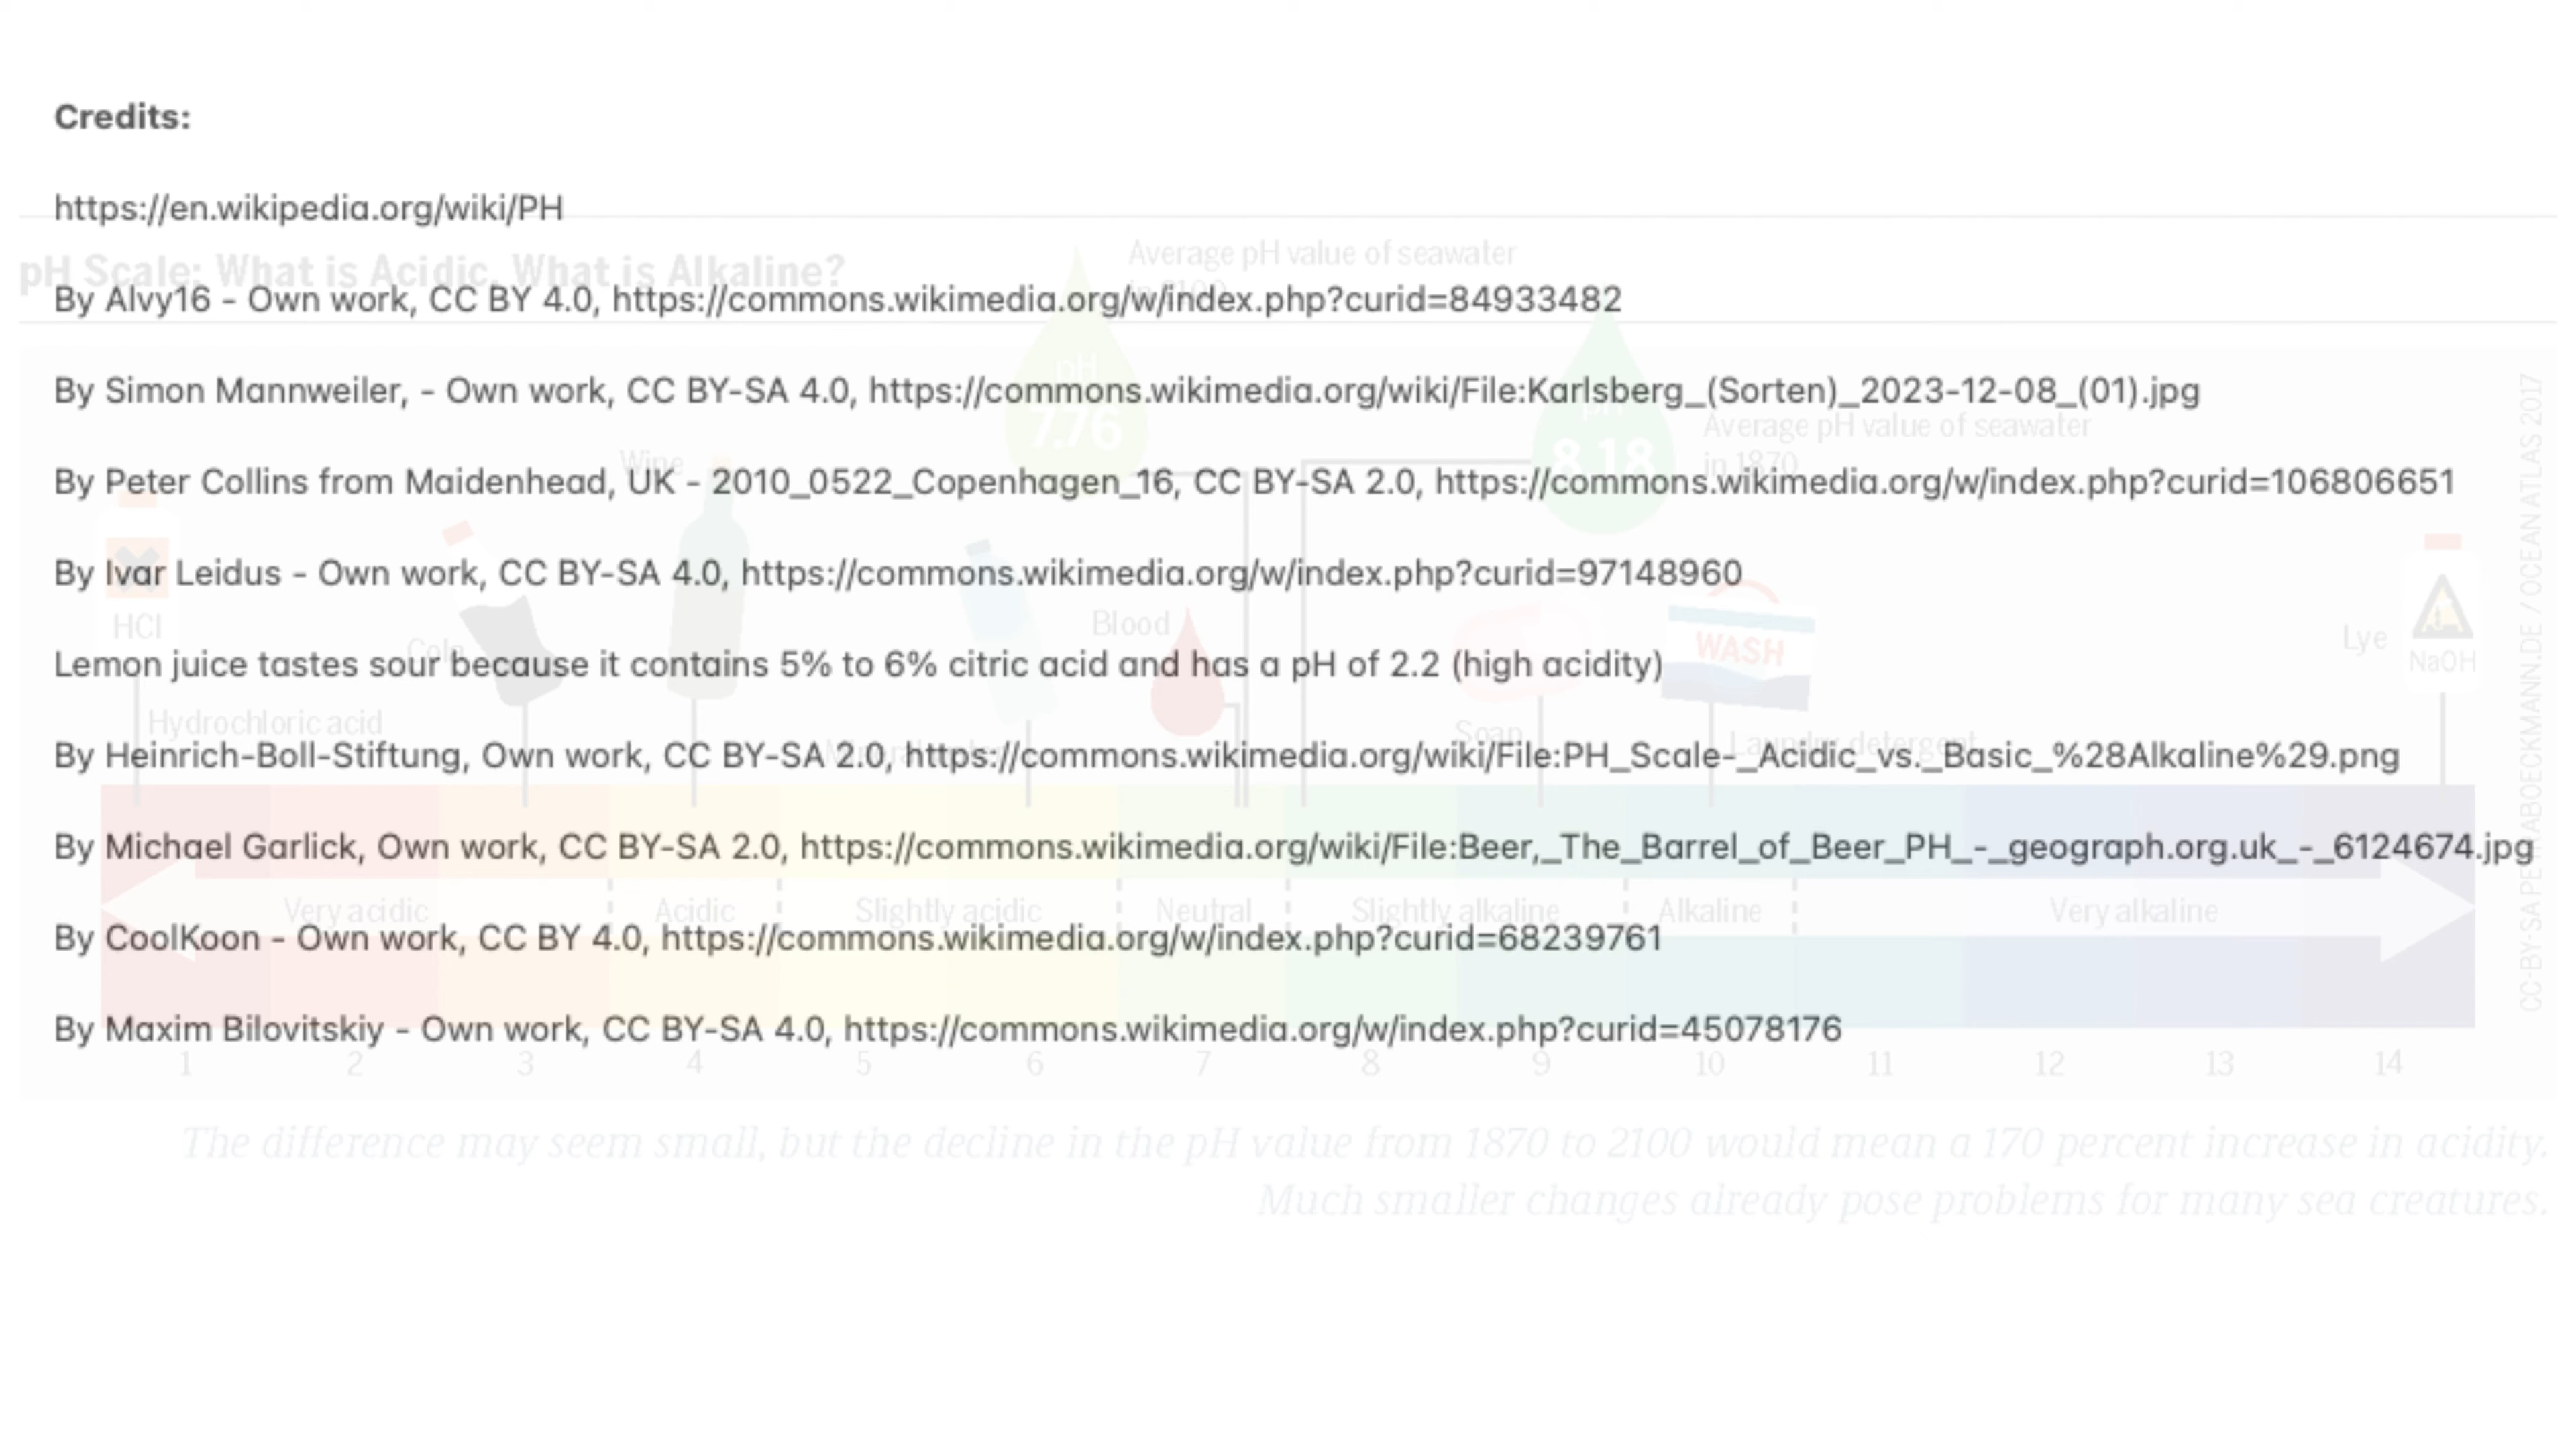 Credits:
https://en.wikipedia.org/wiki/PH
pH Scale: What is Acidic, What is Alkaline?
Average pH value of seawater
By Alvy16 - Own work, CC BY 4.0, https://commons.wikimedia.org/w/index.php?curid=84933482
pH
7.76
By Simon Mannweiler, - Own work, CC BY-SA 4.0, https://commons.wikimedia.org/wiki/File:Karlsberg_(Sorten)_2023-12-08_(01).jpg
pH
8.18
Average pH value of seawater
in 1870
Wine
By Peter Collins from Maidenhead, UK - 2010_0522_Copenhagen_16, CC BY-SA 2.0, https://commons.wikimedia.org/w/index.php?curid=106806651
By Ivar Leidus - Own work, CC BY-SA 4.0, https://commons.wikimedia.org/w/index.php?curid=97148960
HCl
Cola
Blood
WASH
Lye
NaOH
Lemon juice tastes sour because it contains 5% to 6% citric acid and has a pH of 2.2 (high acidity)
Hydrochloric acid
Soap
Laundry detergent
By Heinrich-Boll-Stiftung, Own work, CC BY-SA 2.0, https://commons.wikimedia.org/wiki/File:PH_Scale-_Acidic_vs._Basic_%28Alkaline%29.png
By Michael Garlick, Own work, CC BY-SA 2.0, https://commons.wikimedia.org/wiki/File:Beer,_The_Barrel_of_Beer_PH_-_geograph.org.uk_-_6124674.jpg
Very acidic Acidic Slightly acidic Neutral Slightly alkaline Alkaline Very alkaline
By CoolKoon - Own work, CC BY 4.0, https://commons.wikimedia.org/w/index.php?curid=68239761
By Maxim Bilovitskiy - Own work, CC BY-SA 4.0, https://commons.wikimedia.org/w/index.php?curid=45078176
1 2 3 4 5 6 7 8 9 10 11 12 13 14
The difference may seem small, but the decline in the pH value from 1870 to 2100 would mean a 170 percent increase in acidity.
Much smaller changes already pose problems for many sea creatures.
OCEAN ATLAS 2017